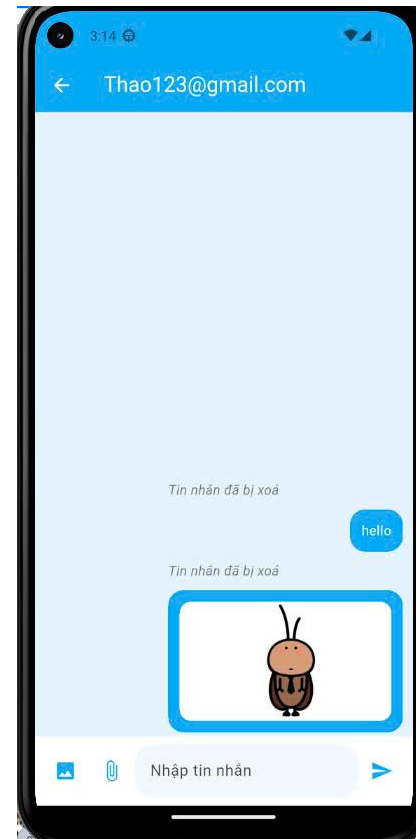 3:14
Thao123@gmail.com
Tin nhắn đã bị xoá
hello
Tin nhắn đã bị xoá
Nhập tin nhắn